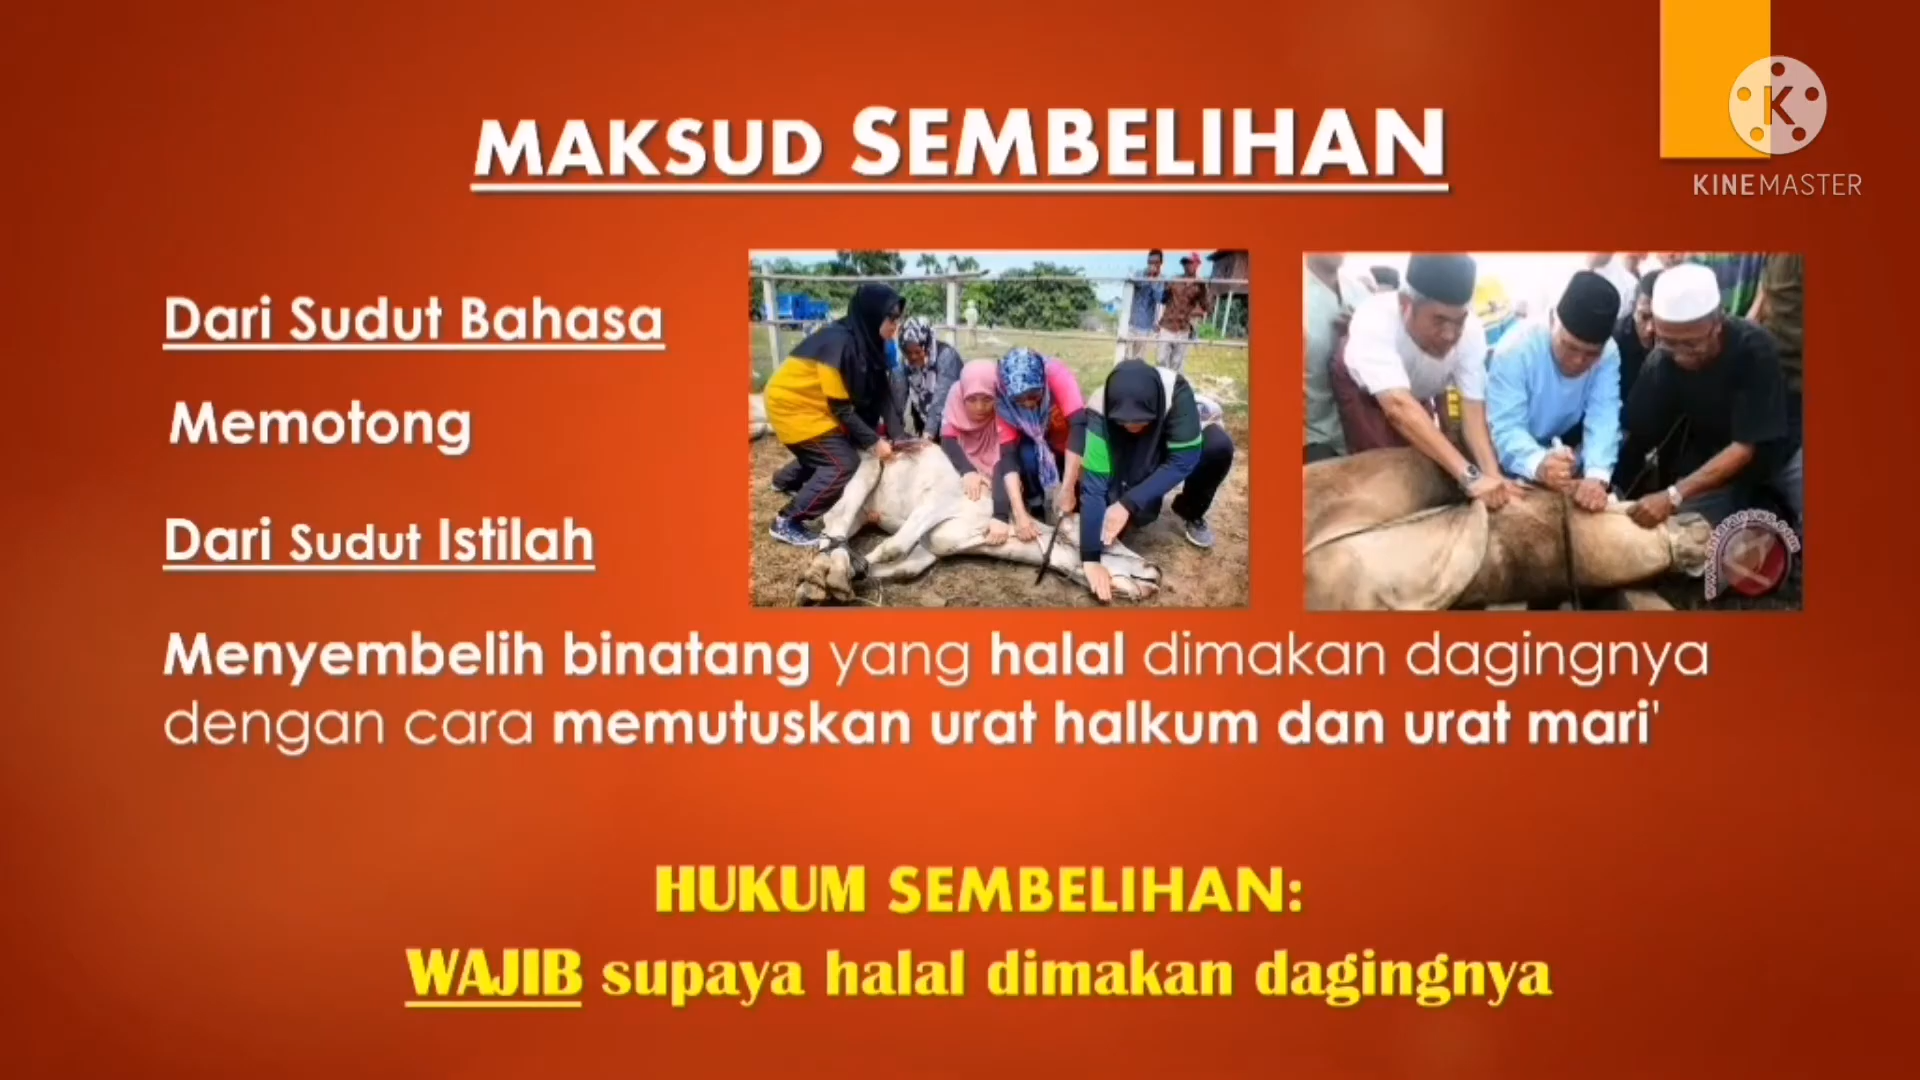 MAKSUD SEMBELIHAN
KINEMASTER
Dari Sudut Bahasa
Memotong
Dari Sudut Istilah
Menyembelih binatang yang halal dimakan dagingnya
dengan cara memutuskan urat halkum dan urat mari'
HUKUM SEMBELIHAN:
WAJIB supaya halal dimakan dagingnya